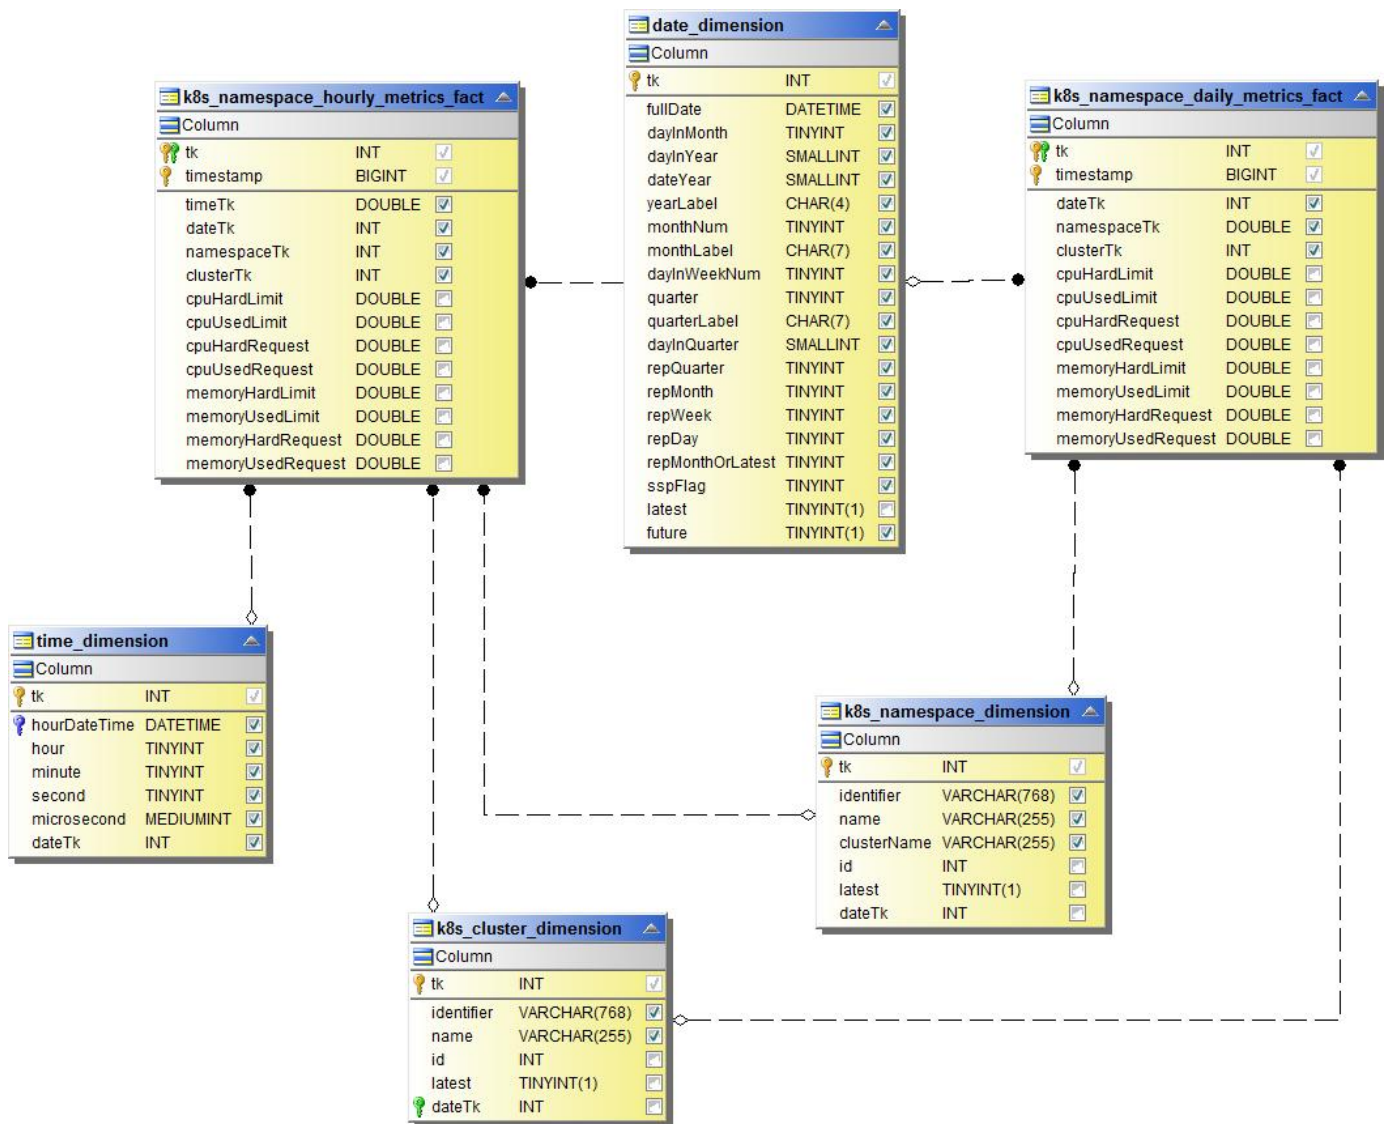 date_dimension
Column
tk INT
fullDate DATETIME
dayInMonth TINYINT
dayInYear SMALLINT
dateYear SMALLINT
yearLabel CHAR(4)
monthNum TINYINT
monthLabel CHAR(7)
dayInWeekNum TINYINT
quarter TINYINT
quarterLabel CHAR(7)
dayInQuarter SMALLINT
repQuarter TINYINT
repMonth TINYINT
repWeek TINYINT
repDay TINYINT
repMonthOrLatest TINYINT
sspFlag TINYINT
latest TINYINT(1)
future TINYINT(1)
k8s_namespace_hourly_metrics_fact
Column
tk INT
timestamp BIGINT
timeTk DOUBLE
dateTk INT
namespaceTk INT
clusterTk INT
cpuHardLimit DOUBLE
cpuUsedLimit DOUBLE
cpuHardRequest DOUBLE
cpuUsedRequest DOUBLE
memoryHardLimit DOUBLE
memoryUsedLimit DOUBLE
memoryHardRequest DOUBLE
memoryUsedRequest DOUBLE
k8s_namespace_daily_metrics_fact
Column
tk INT
timestamp BIGINT
dateTk INT
namespaceTk DOUBLE
clusterTk INT
cpuHardLimit DOUBLE
cpuUsedLimit DOUBLE
cpuHardRequest DOUBLE
cpuUsedRequest DOUBLE
memoryHardLimit DOUBLE
memoryUsedLimit DOUBLE
memoryHardRequest DOUBLE
memoryUsedRequest DOUBLE
time_dimension
Column
tk INT
hourDateTime DATETIME
hour TINYINT
minute TINYINT
second TINYINT
microsecond MEDIUMINT
dateTk INT
k8s_namespace_dimension
Column
tk INT
identifier VARCHAR(768)
name VARCHAR(255)
clusterName VARCHAR(255)
id INT
latest TINYINT(1)
dateTk INT
k8s_cluster_dimension
Column
tk INT
identifier VARCHAR(768)
name VARCHAR(255)
id INT
latest TINYINT(1)
dateTk INT